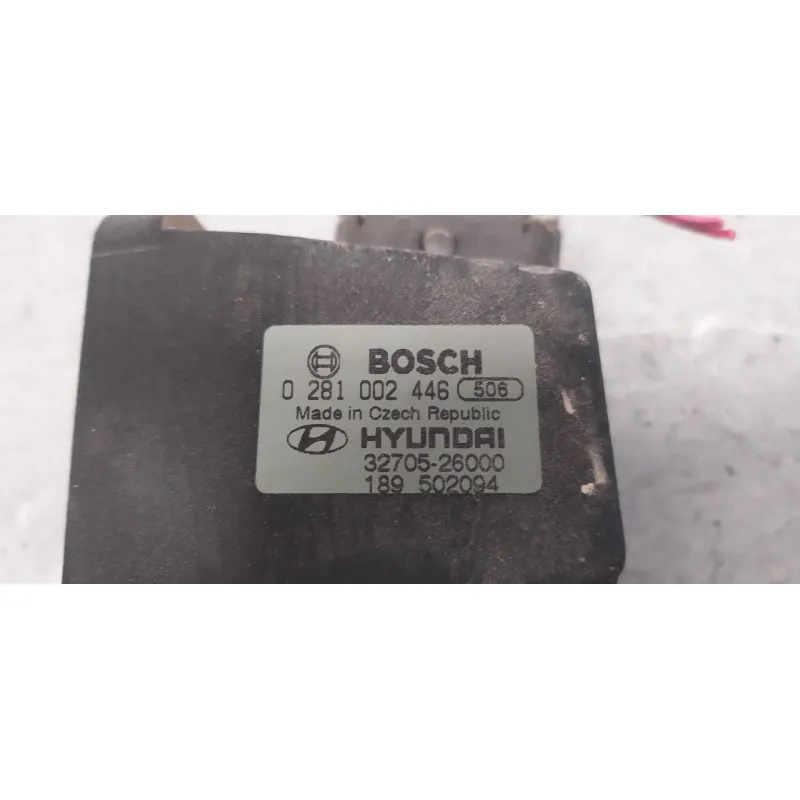 BOSCH
0 281 002 446 506
Made in Czech Republic
HYUNDAI
32705-26000
189 502094